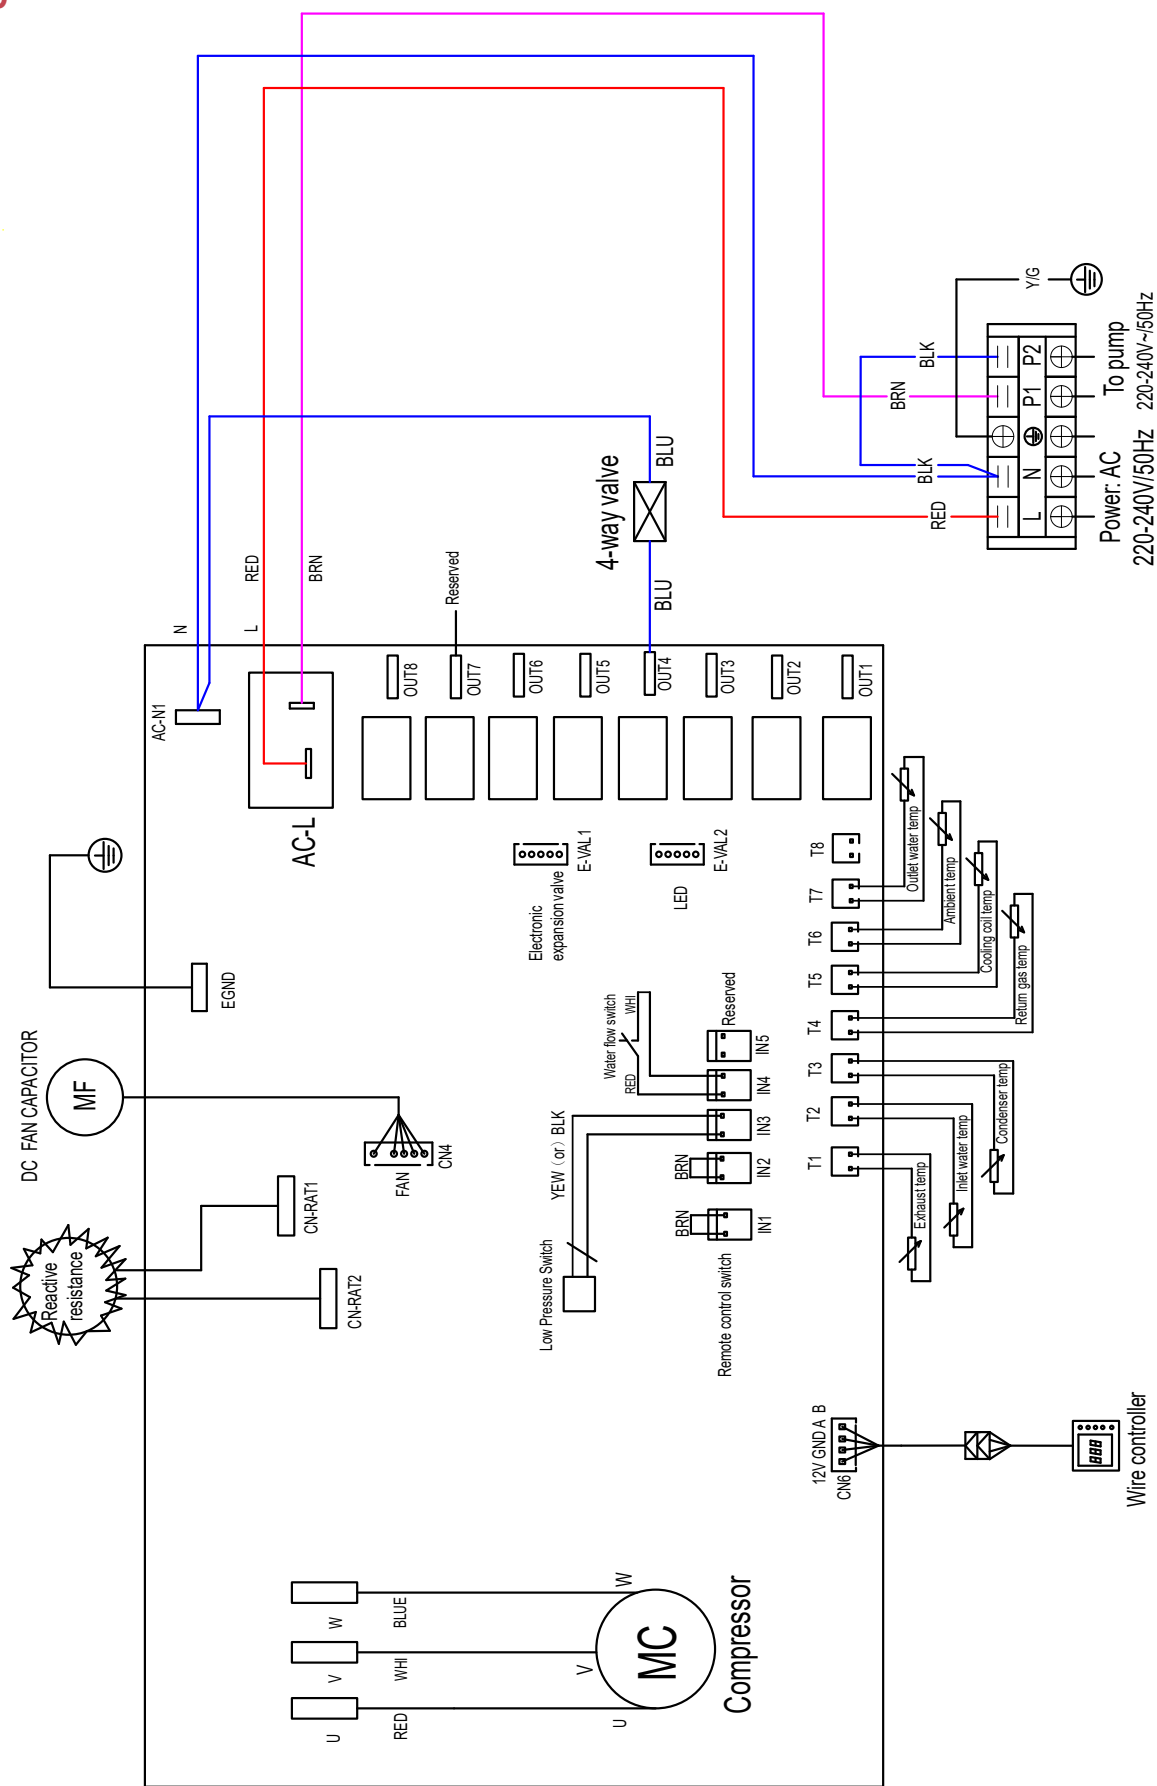 DC FAN CAPACITOR
MF
Reactive
resistance
CN-RAT1
CN-RAT2
FAN
CN4
EGND
AC-N1
N
L
AC-L
RED
BRN
OUT8
OUT7
OUT6
OUT5
OUT4
OUT3
OUT2
OUT1
Reserved
4-way valve
BLU
BLU
Electronic
expansion valve
E-VAL1
LED
E-VAL2
Water flow switch
WHI
RED
Reserved
IN5
IN4
IN3
IN2
IN1
YEW (or) BLK
BRN
BRN
Low Pressure Switch
Remote control switch
T8
T7
T6
T5
T4
T3
T2
T1
Outlet water temp
Ambient temp
Cooling coil temp
Return gas temp
Condenser temp
Inlet water temp
Exhaust temp
12V GND A B
CN6
Wire controller
888
W
V
U
BLUE
WHI
RED
W
V
U
MC
Compressor
Y/G
BLK
BRN
BLK
RED
P2
P1
N
L
To pump
220-240V~/50Hz
Power: AC
220-240V/50Hz